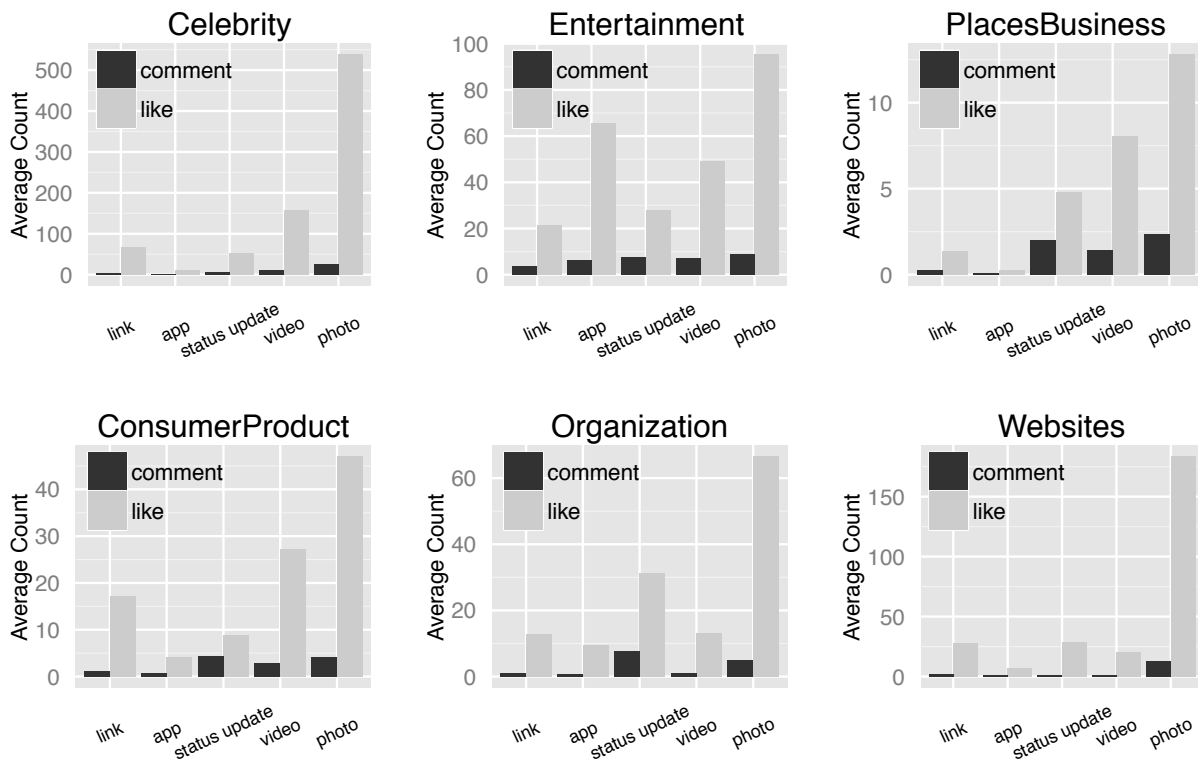 Celebrity
Average Count
500
400
300
200
100
0
comment
like
link
app
status update
video
photo
Entertainment
Average Count
100
80
60
40
20
0
comment
like
link
app
status update
video
photo
PlacesBusiness
Average Count
10
5
0
comment
like
link
app
status update
video
photo
ConsumerProduct
Average Count
40
30
20
10
0
comment
like
link
app
status update
video
photo
Organization
Average Count
60
40
20
0
comment
like
link
app
status update
video
photo
Websites
Average Count
150
100
50
0
comment
like
link
app
status update
video
photo